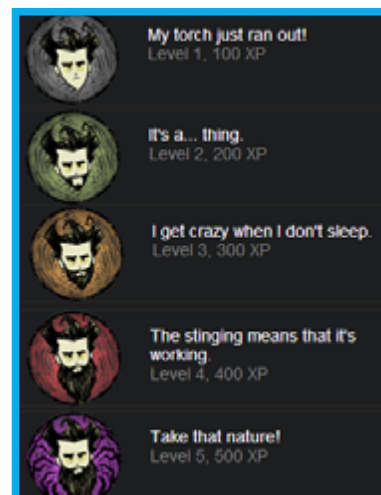 My torch just ran out!
Level 1, 100 XP
It's a... thing.
Level 2, 200 XP
I get crazy when I don't sleep.
Level 3, 300 XP
The stinging means that it's
working.
Level 4, 400 XP
Take that nature!
Level 5, 500 XP